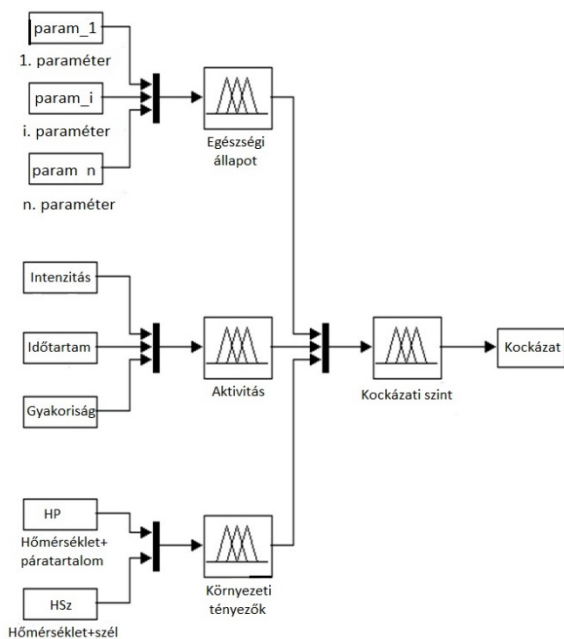 param_1
1. paraméter
param_i
i. paraméter
param n
n. paraméter
Egészségi
állapot
Intenzitás
Időtartam
Gyakoriság
Aktivitás
HP
Hőmérséklet+
páratartalom
HSz
Hőmérséklet+szél
Környezeti
tényezők
Kockázati szint
Kockázat